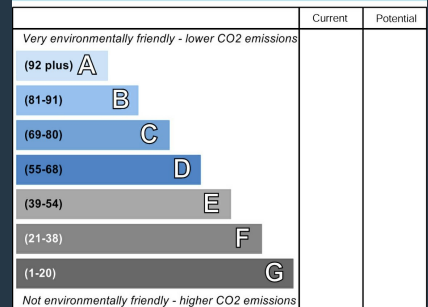 Current Potential
Very environmentally friendly - lower CO2 emissions
(92 plus) A
(81-91) B
(69-80) C
(55-68) D
(39-54) E
(21-38) F
(1-20) G
Not environmentally friendly - higher CO2 emissions